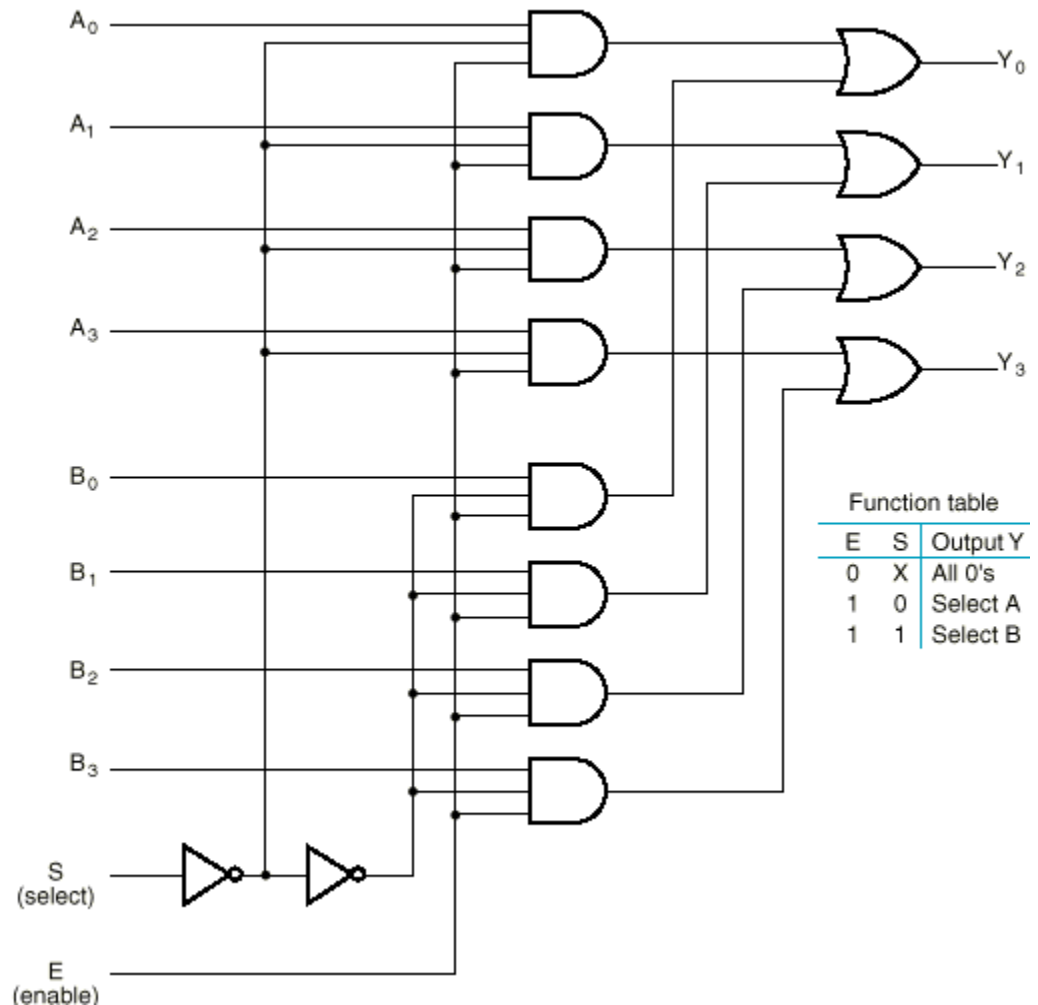 A0
Y0
A1
Y1
A2
Y2
A3
Y3
B0
Function table
E S Output Y
0 X All 0's
1 0 Select A
1 1 Select B
B1
B2
B3
S
(select)
E
(enable)